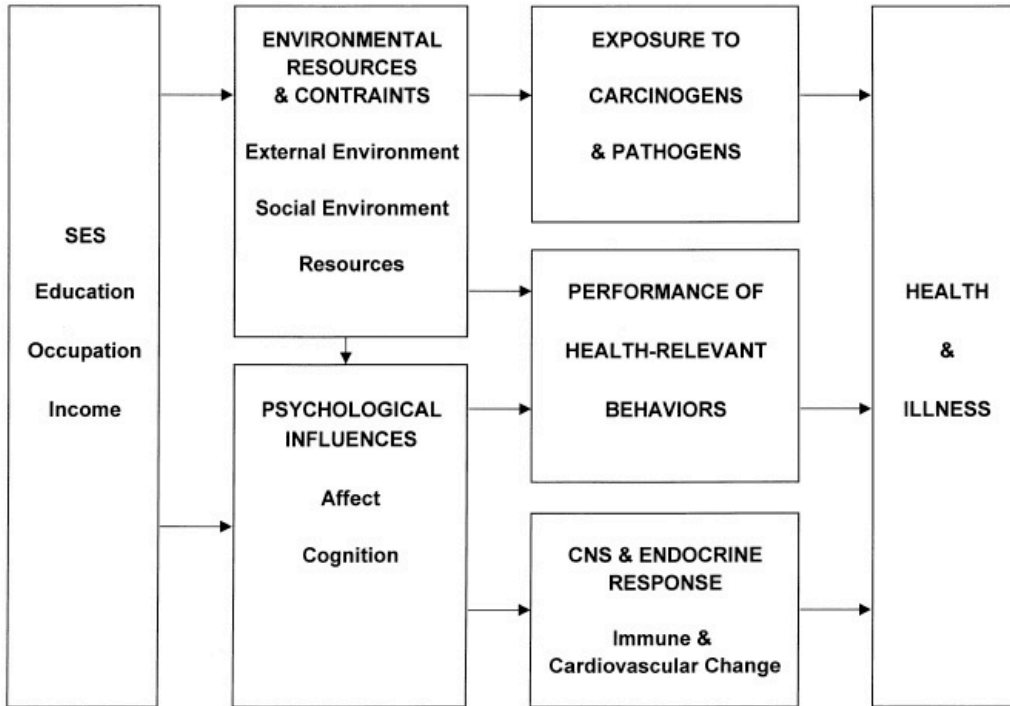 SES
Education
Occupation
Income
ENVIRONMENTAL
RESOURCES
& CONTRAINTS
External Environment
Social Environment
Resources
PSYCHOLOGICAL
INFLUENCES
Affect
Cognition
EXPOSURE TO
CARCINOGENS
& PATHOGENS
PERFORMANCE OF
HEALTH-RELEVANT
BEHAVIORS
CNS & ENDOCRINE
RESPONSE
Immune &
Cardiovascular Change
HEALTH
&
ILLNESS